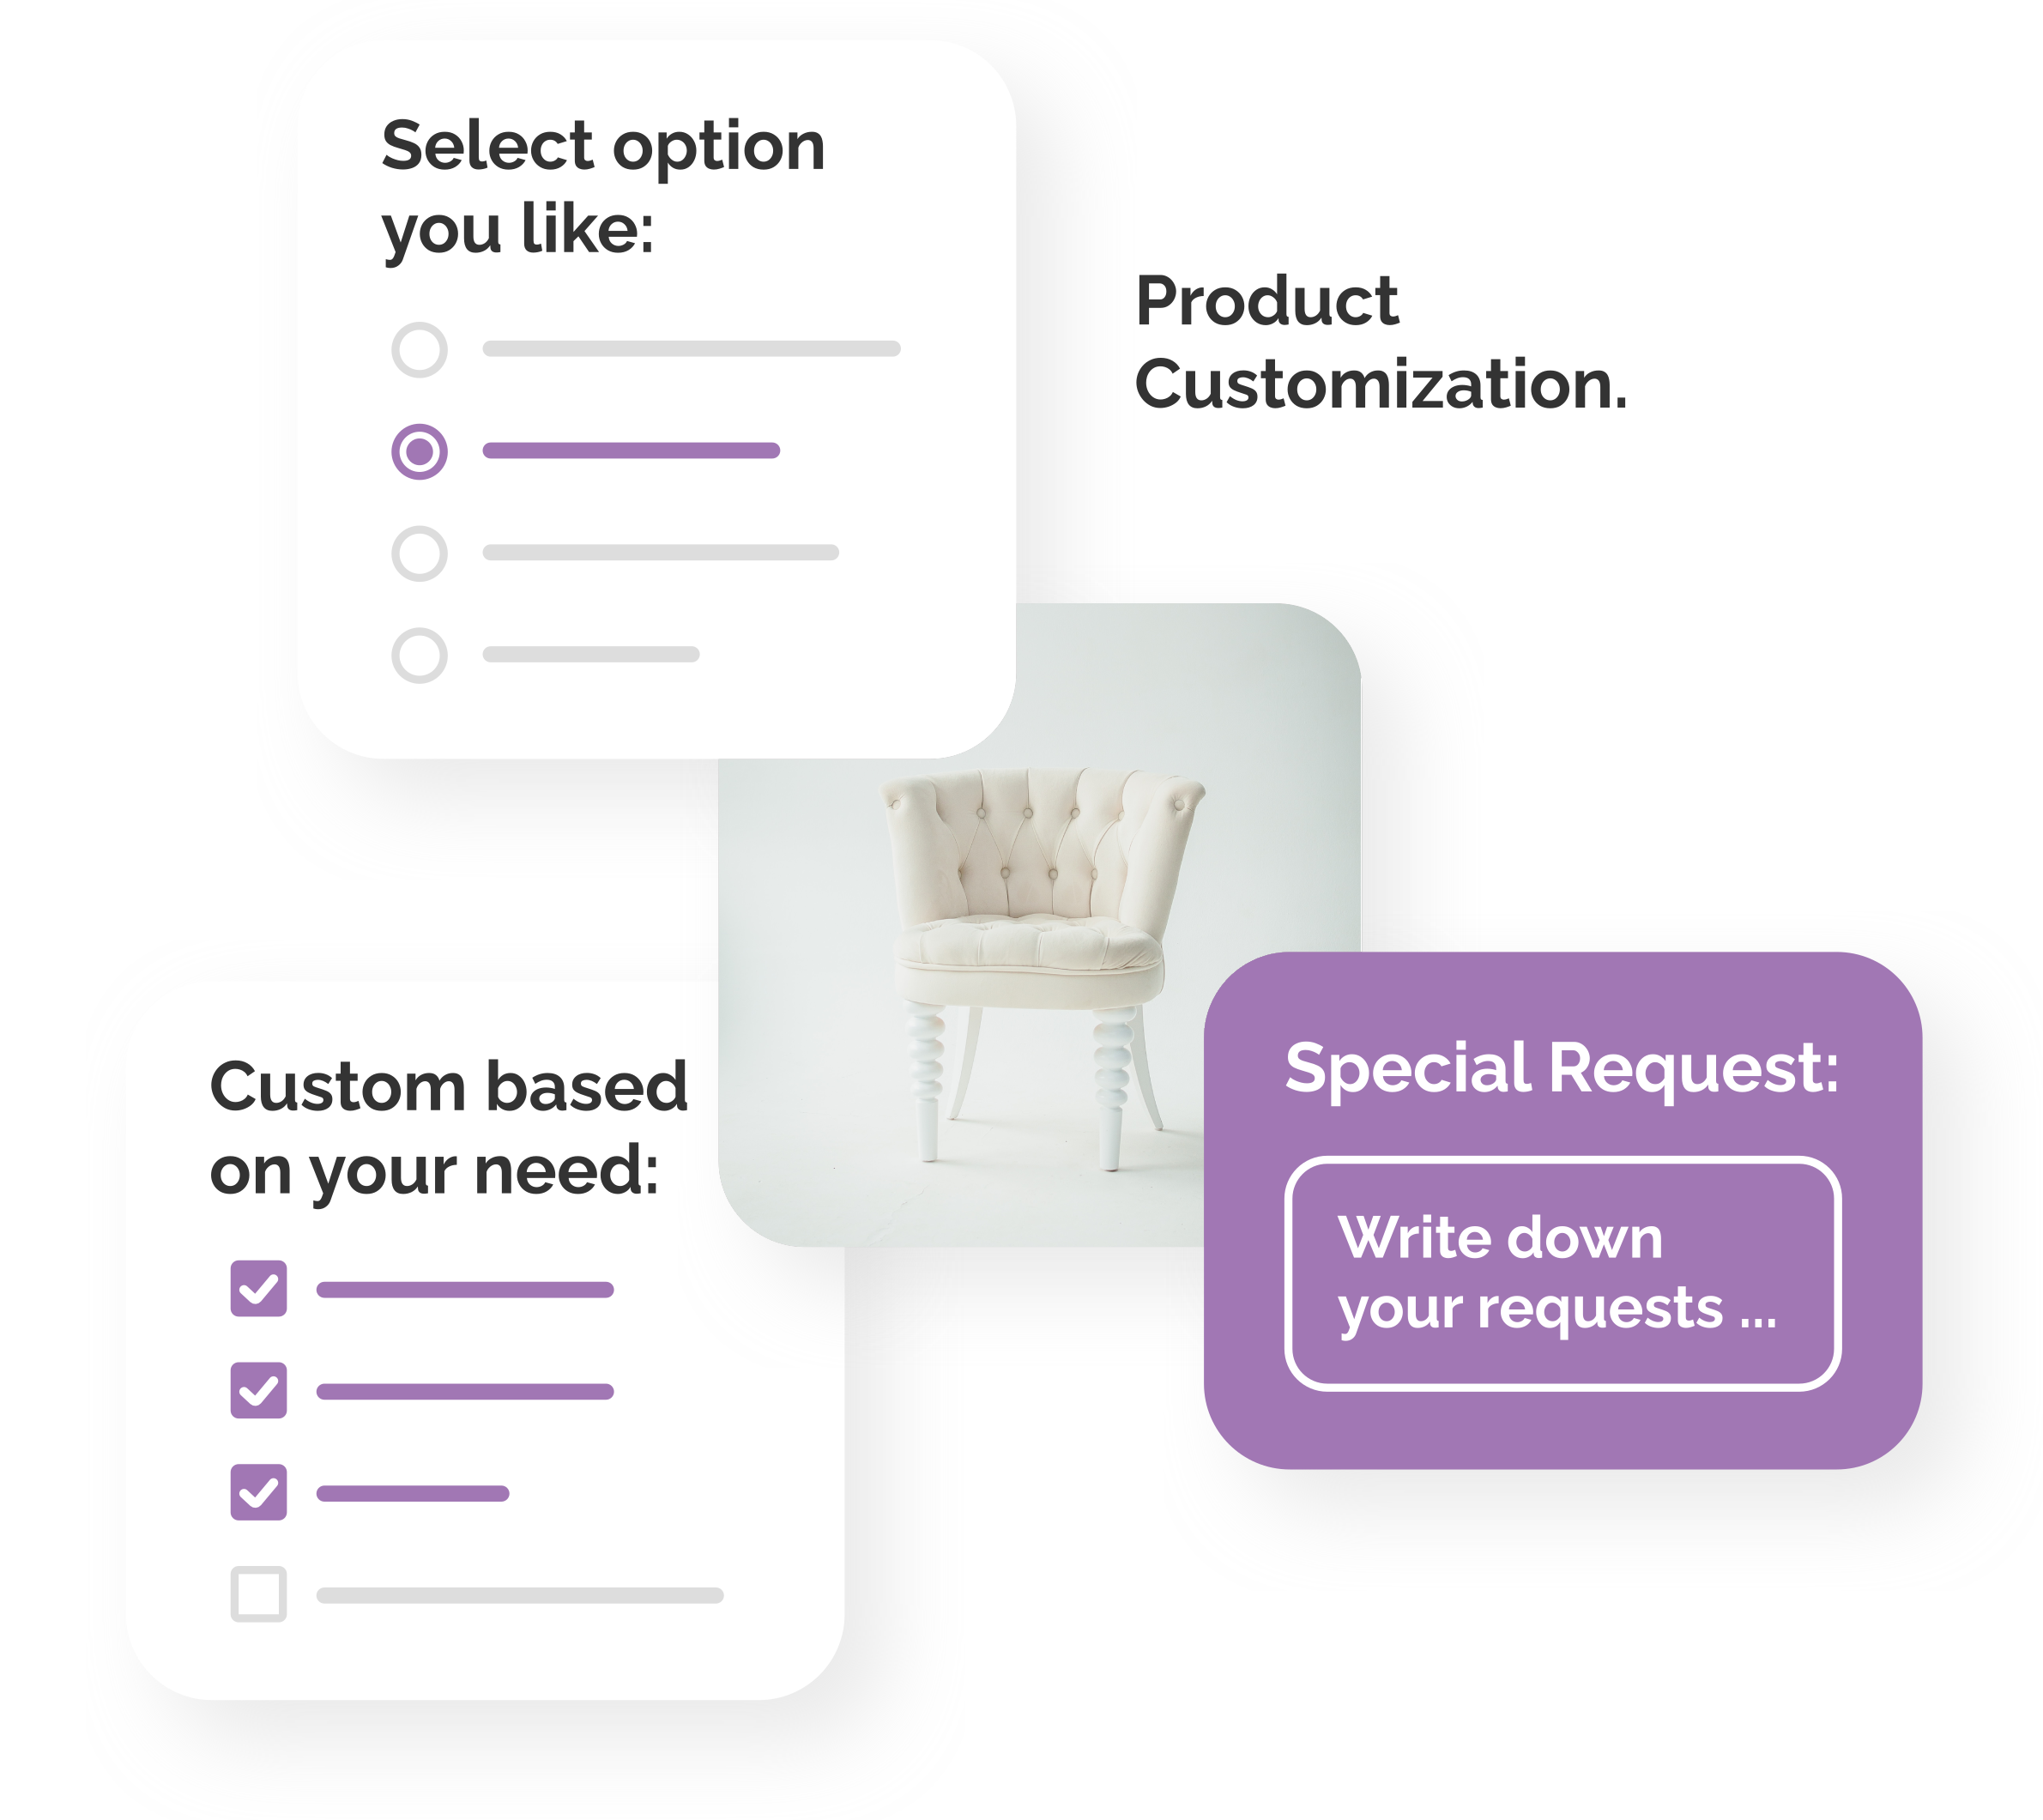 Select option
you like:
Product
Customization.
Custom based
on your need:
Special Request:
Write down
your requests ...